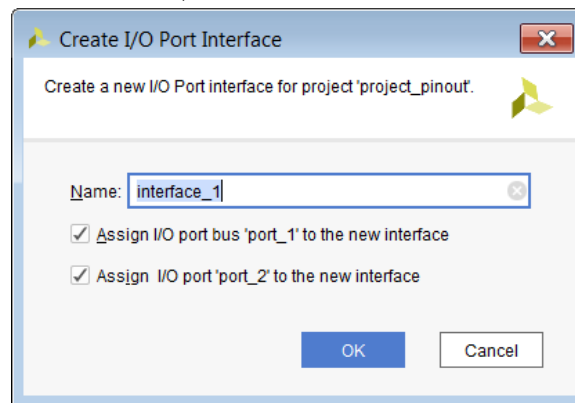 Create I/O Port Interface
Create a new I/O Port interface for project 'project_pinout'.
Name: interface_1
Assign I/O port bus 'port_1' to the new interface
Assign I/O port 'port_2' to the new interface
OK Cancel